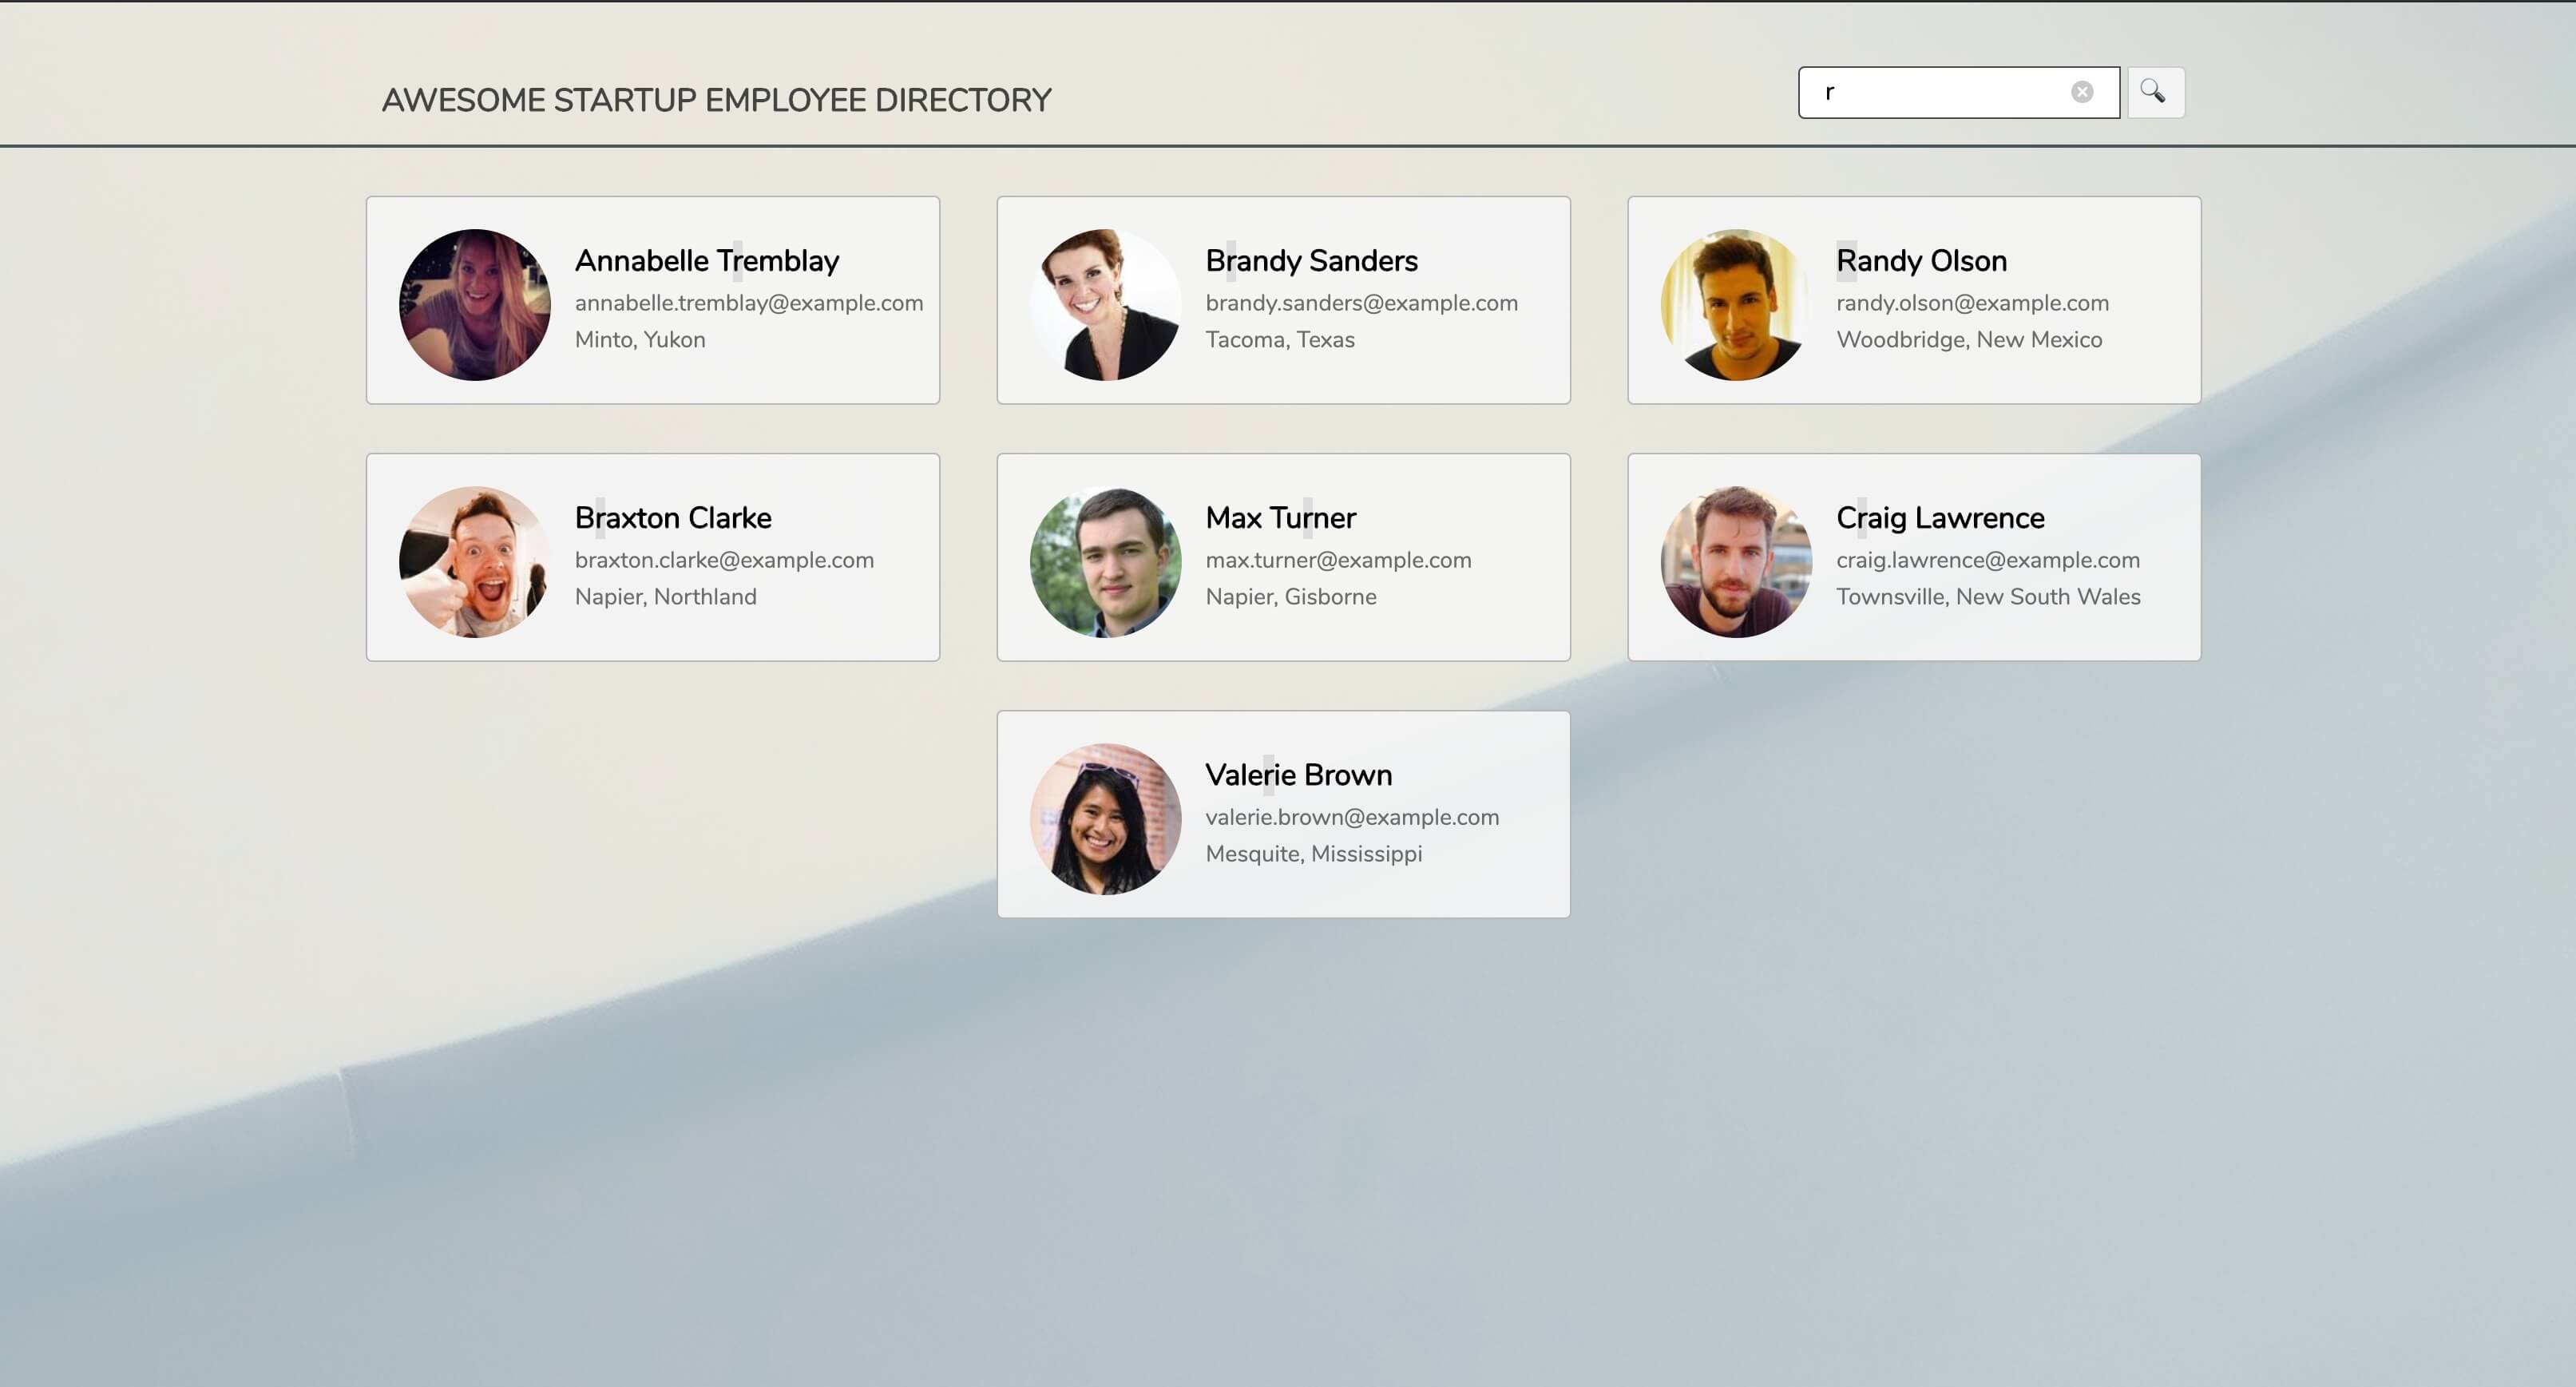 AWESOME STARTUP EMPLOYEE DIRECTORY
r
Annabelle Tremblay
annabelle.tremblay@example.com
Minto, Yukon
Brandy Sanders
brandy.sanders@example.com
Tacoma, Texas
Randy Olson
randy.olson@example.com
Woodbridge, New Mexico
Braxton Clarke
braxton.clarke@example.com
Napier, Northland
Max Turner
max.turner@example.com
Napier, Gisborne
Craig Lawrence
craig.lawrence@example.com
Townsville, New South Wales
Valerie Brown
valerie.brown@example.com
Mesquite, Mississippi